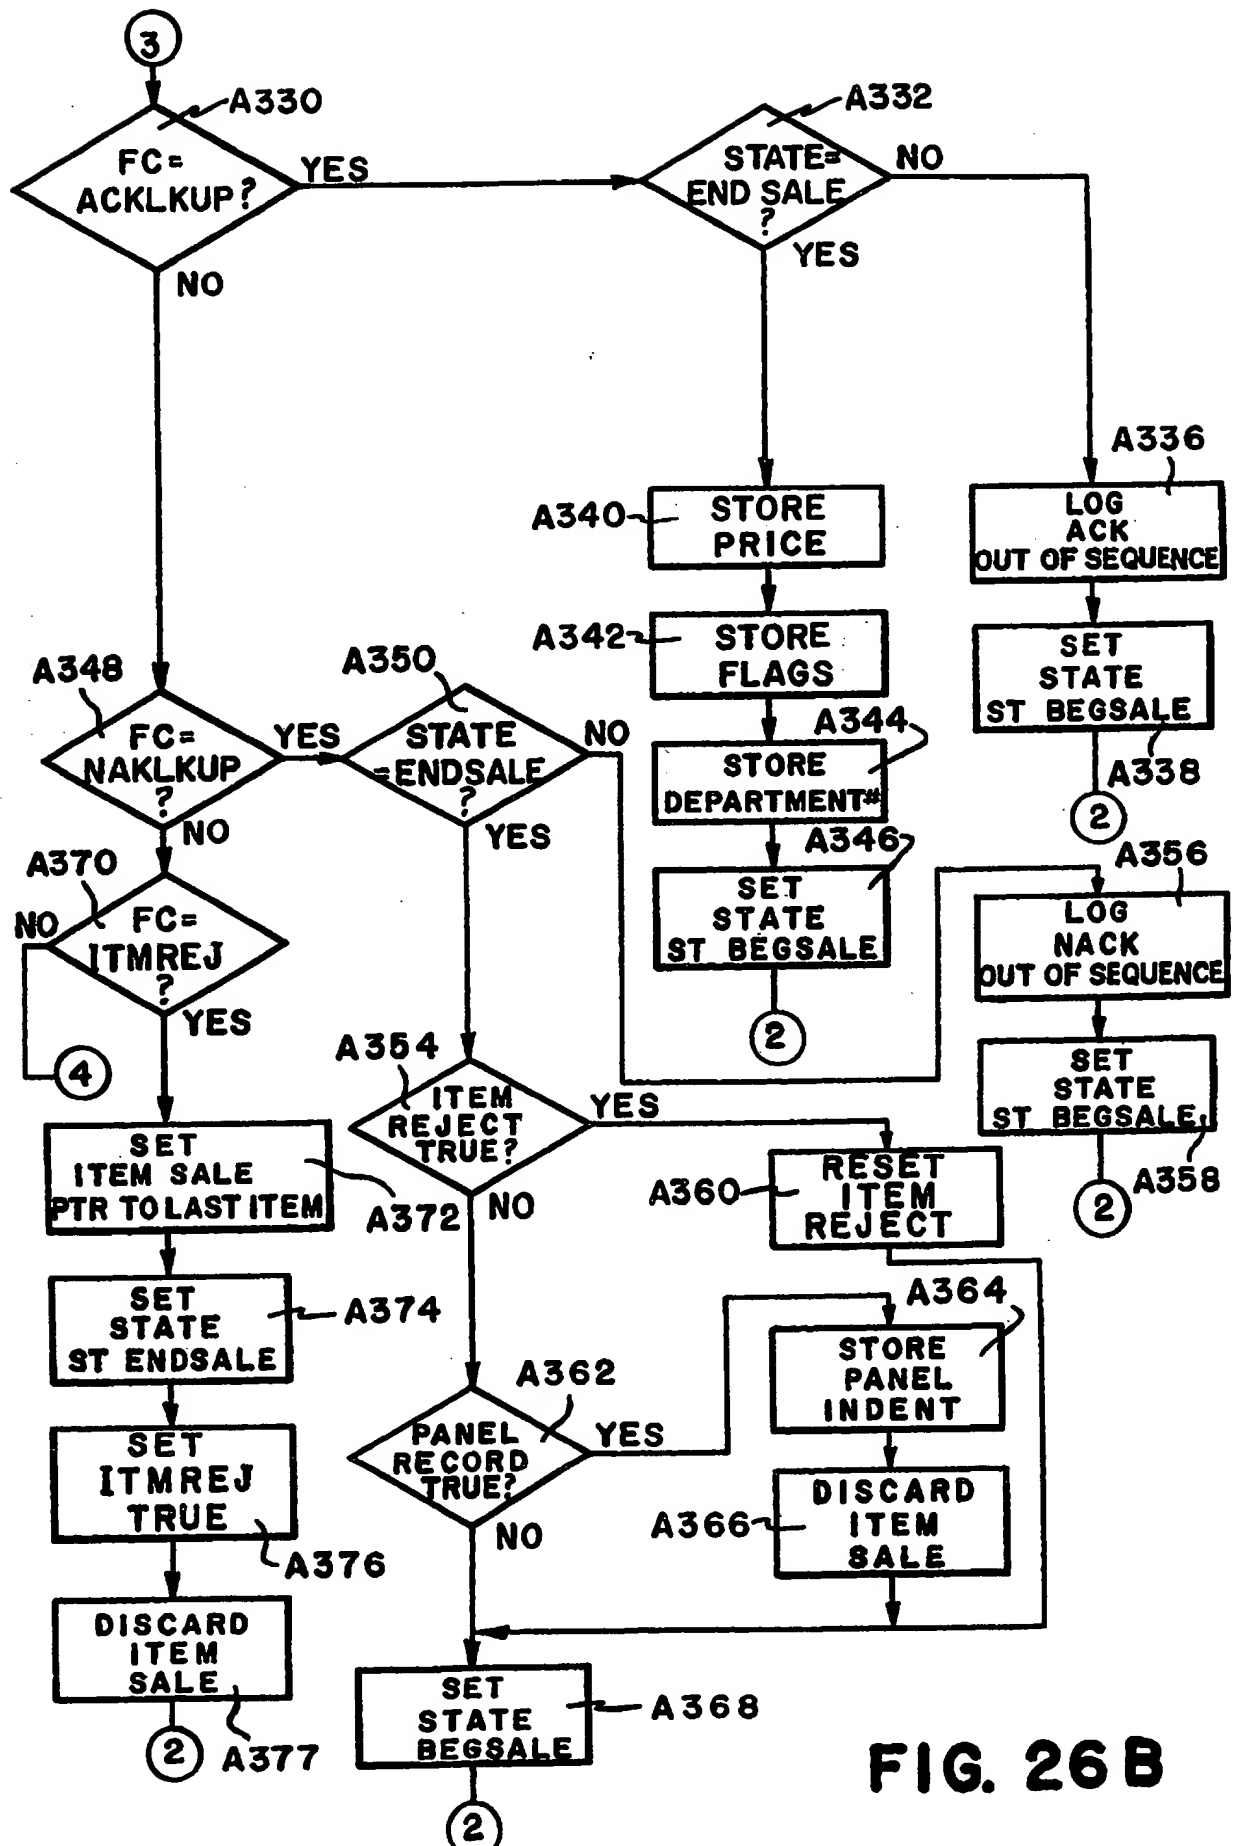 3
A330
FC=
ACKLKUP?
YES
NO
A332
STATE=
END SALE
?
NO
YES
A336
LOG
ACK
OUT OF SEQUENCE
A340
STORE
PRICE
A342
STORE
FLAGS
SET
STATE
ST BEGSALE
A338
2
A344
STORE
DEPARTMENT#
A346
SET
STATE
ST BEGSALE
2
A348
FC=
NAKLKUP
?
YES
NO
A350
STATE
=ENDSALE
?
NO
YES
A356
LOG
NACK
OUT OF SEQUENCE
SET
STATE
ST BEGSALE
A358
2
A370
NO
FC=
ITMREJ
?
YES
4
A354
ITEM
REJECT
TRUE?
YES
NO
A360
RESET
ITEM
REJECT
SET
ITEM SALE
PTR TO LAST ITEM
A372
SET
STATE
ST ENDSALE
A374
A364
STORE
PANEL
INDENT
A362
PANEL
RECORD
TRUE?
YES
NO
A366
DISCARD
ITEM
SALE
SET
ITMREJ
TRUE
A376
DISCARD
ITEM
SALE
A377
2
SET
STATE
BEGSALE
A368
2
FIG. 26B